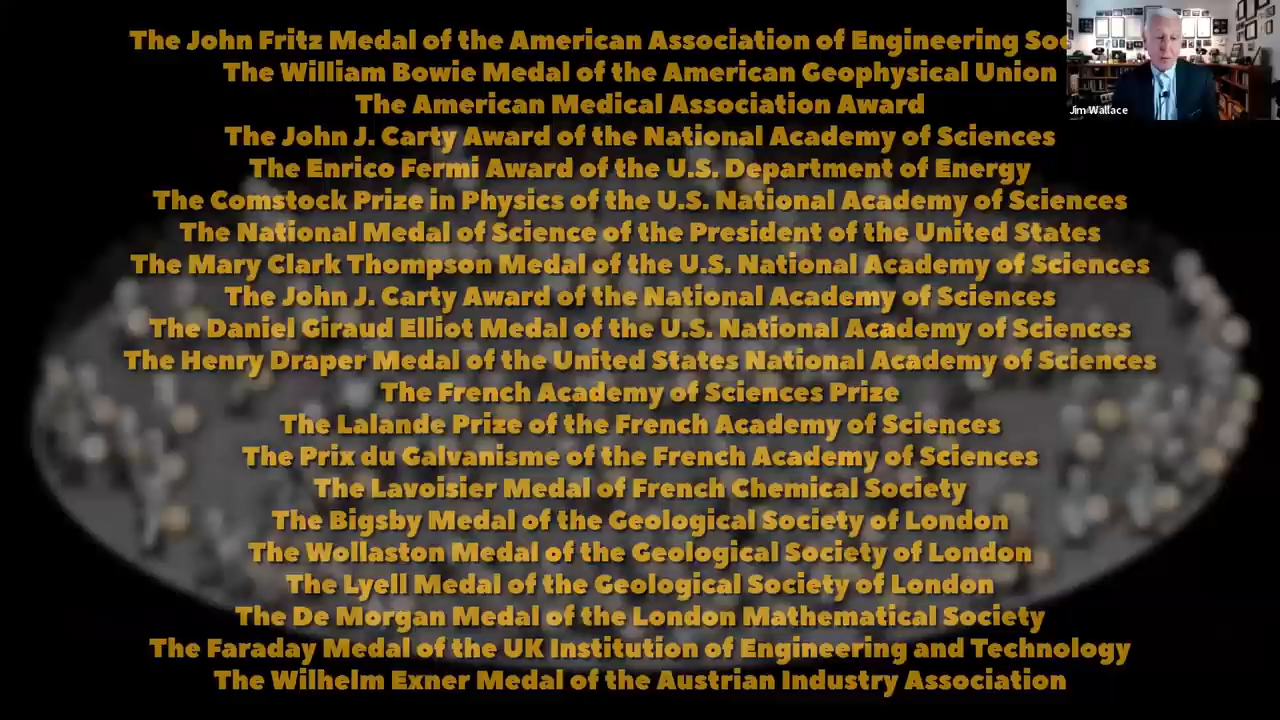 The John Fritz Medal of the American Association of Engineering
The William Bowie Medal of the American Geophysical Union
The American Medical Association Award
Jim Wallace
The John J. Carty Award of the National Academy of Sciences
The Enrico Fermi Award of the U.S. Department of Energy
The Comstock Prize in Physics of the U.S. National Academy of Sciences
The National Medal of Science of the President of the United States
The Mary Clark Thompson Medal of the U.S. National Academy of Sciences
The John J. Carty Award of the National Academy of Sciences
The Daniel Giraud Elliot Medal of the U.S. National Academy of Sciences
The Henry Draper Medal of the United States National Academy of Sciences
The French Academy of Sciences Prize
The Lalande Prize of the French Academy of Sciences
The Prix du Galvanisme of the French Academy of Sciences
The Lavoisier Medal of French Chemical Society
The Bigsby Medal of the Geological Society of London
The Wollaston Medal of the Geological Society of London
The Lyell Medal of the Geological Society of London
The De Morgan Medal of the London Mathematical Society
The Faraday Medal of the UK Institution of Engineering and Technology
The Wilhelm Exner Medal of the Austrian Industry Association